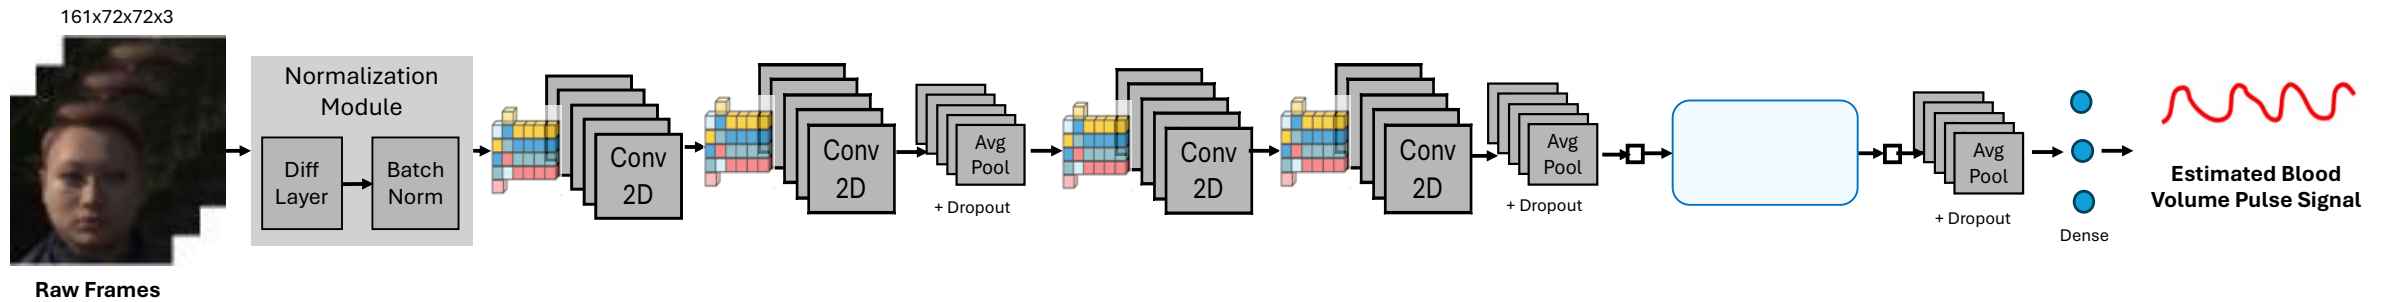 161x72x72x3
Raw Frames
Normalization
Module
Diff
Layer
Batch
Norm
Conv
2D
Conv
2D
Avg
Pool
+ Dropout
Conv
2D
Conv
2D
Avg
Pool
+ Dropout
Avg
Pool
+ Dropout
Dense
Estimated Blood
Volume Pulse Signal